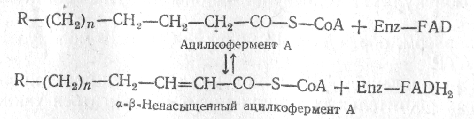 R—(CH₂)ₙ—CH₂—CH₂—CH₂—CO—S—CoA + Enz—FAD
Ацилкофермент А
⇅
R—(CH₂)ₙ—CH₂—CH=CH—CO—S—CoA + Enz—FADH₂
α-β-Ненасыщенный ацилкофермент А